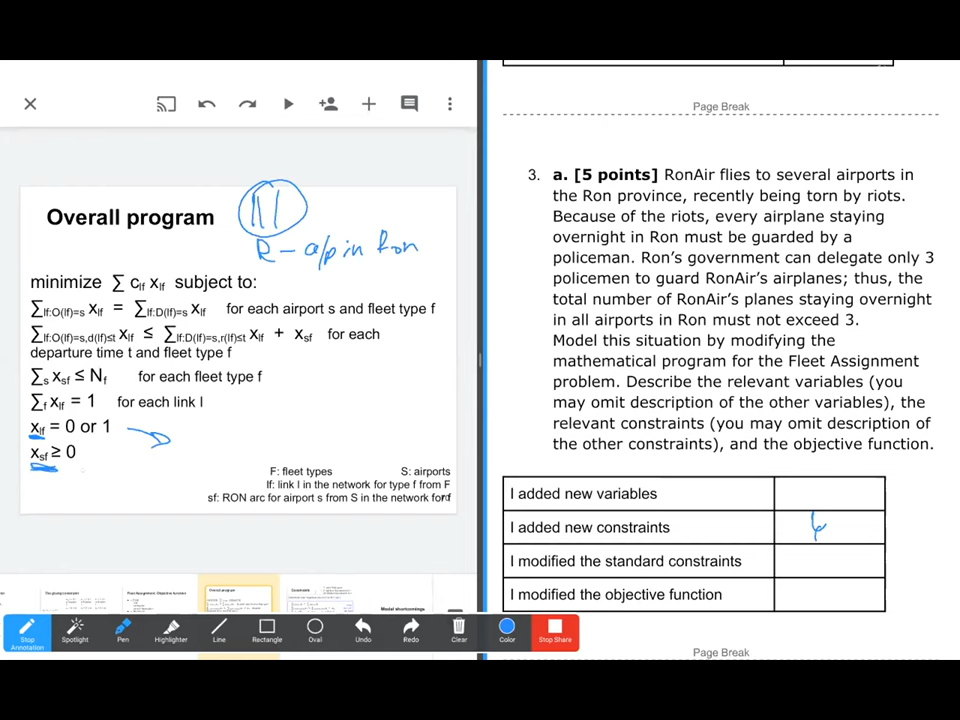 Page Break
Overall program
R - a/p in Ron
minimize ∑ c_lf x_lf subject to:
∑_lf:O(lf)=s x_lf = ∑_lf:D(lf)=s x_lf for each airport s and fleet type f
∑_lf:O(lf)=s,d(lf)≤t x_lf ≤ ∑_lf:D(lf)=s,r(lf)≤t x_lf + x_sf for each
departure time t and fleet type f
∑_s x_sf ≤ N_f for each fleet type f
∑_f x_lf = 1 for each link l
x_lf = 0 or 1
x_sf ≥ 0
F: fleet types S: airports
lf: link l in the network for type f from F
sf: RON arc for airport s from S in the network for f
Overall program
Constraints
Model shortcomings
Stop Annotation
Spotlight
Pen
Highlighter
Line
Rectangle
Oval
Undo
Redo
Clear
Color
Stop Share
3. a. [5 points] RonAir flies to several airports in
the Ron province, recently being torn by riots.
Because of the riots, every airplane staying
overnight in Ron must be guarded by a
policeman. Ron's government can delegate only 3
policemen to guard RonAir's airplanes; thus, the
total number of RonAir's planes staying overnight
in all airports in Ron must not exceed 3.
Model this situation by modifying the
mathematical program for the Fleet Assignment
problem. Describe the relevant variables (you
may omit description of the other variables), the
relevant constraints (you may omit description of
the other constraints), and the objective function.
I added new variables
I added new constraints
I modified the standard constraints
I modified the objective function
Page Break